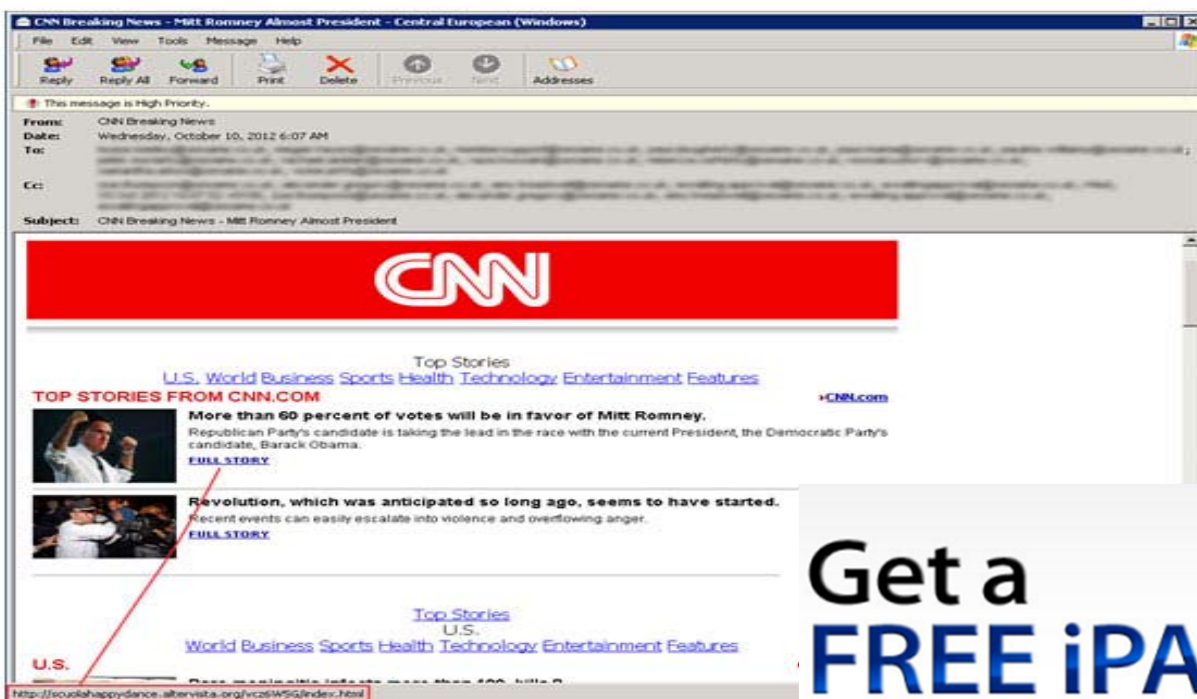 CNN Breaking News - Mitt Romney Almost President - Central European (Windows)
File Edit View Tools Message Help
Reply Reply All Forward Print Delete Previous Next Addresses
This message is High Priority.
From: CNN Breaking News
Date: Wednesday, October 10, 2012 6:07 AM
To:
Cc:
Subject: CNN Breaking News - Mitt Romney Almost President
CNN
Top Stories
U.S. World Business Sports Health Technology Entertainment Features
TOP STORIES FROM CNN.COM
CNN.com
More than 60 percent of votes will be in favor of Mitt Romney.
Republican Party's candidate is taking the lead in the race with the current President, the Democratic Party's
candidate, Barack Obama.
FULL STORY
Revolution, which was anticipated so long ago, seems to have started.
Recent events can easily escalate into violence and overflowing anger.
FULL STORY
Top Stories
U.S.
World Business Sports Health Technology Entertainment Features
U.S.
Get a
FREE iPA